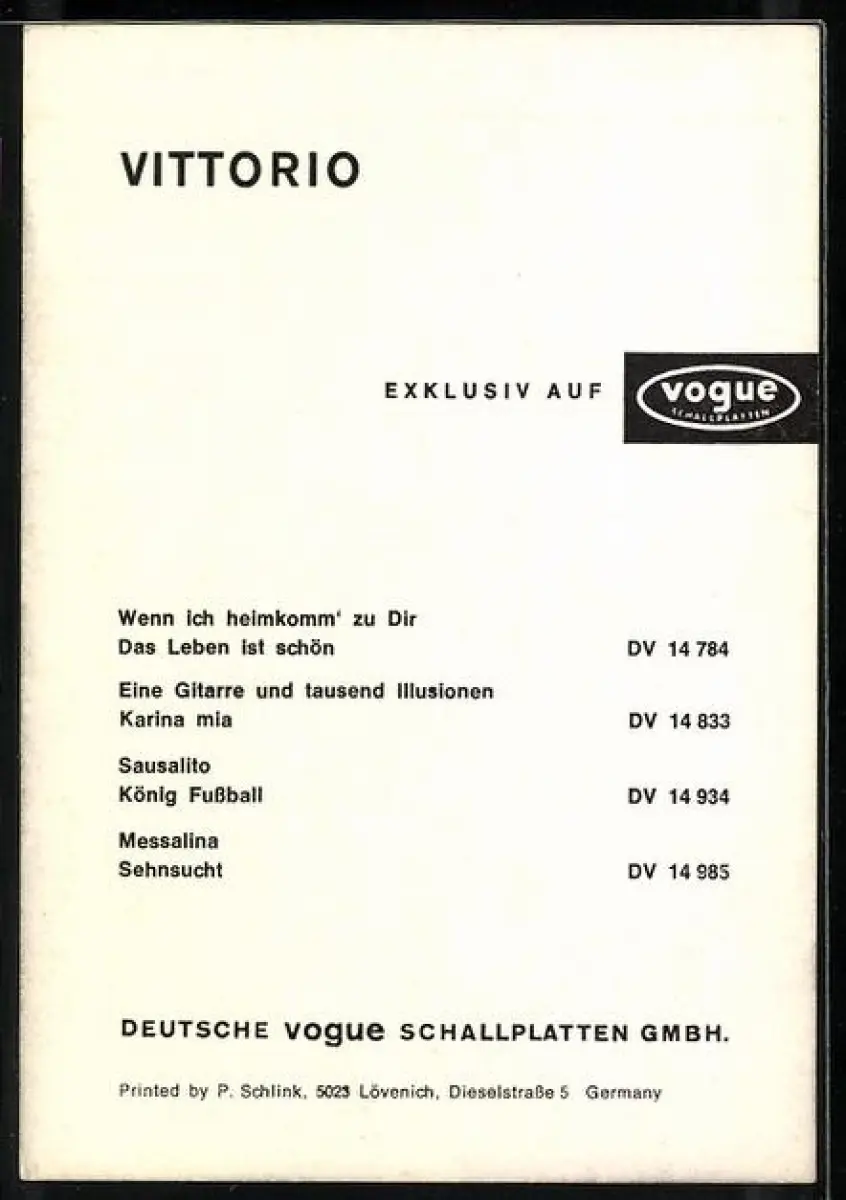 VITTORIO
EXKLUSIV AUF
vogue
SCHALLPLATTEN
Wenn ich heimkomm' zu Dir
Das Leben ist schön DV 14 784
Eine Gitarre und tausend Illusionen
Karina mia DV 14 833
Sausalito
König Fußball DV 14 934
Messalina
Sehnsucht DV 14 985
DEUTSCHE vogue SCHALLPLATTEN GMBH.
Printed by P. Schlink, 5023 Lövenich, Dieselstraße 5 Germany